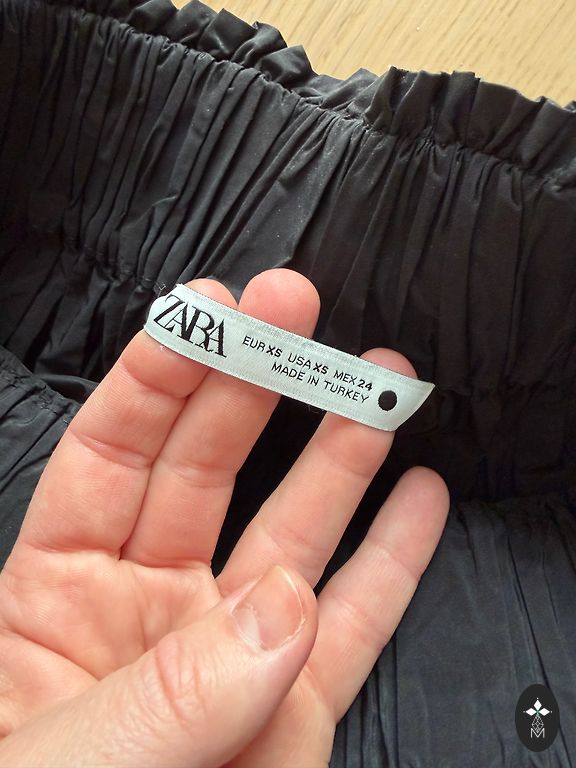 ZARA
EUR XS USA XS MEX 24
MADE IN TURKEY
M